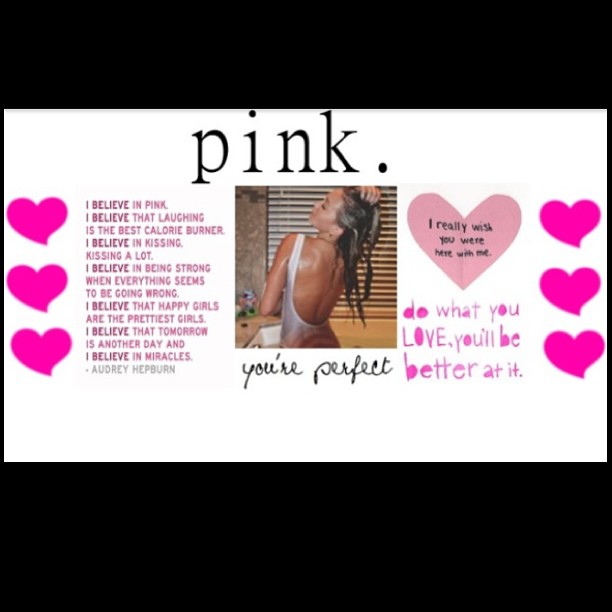 pink.
I BELIEVE IN PINK.
I BELIEVE THAT LAUGHING
IS THE BEST CALORIE BURNER.
I BELIEVE IN KISSING.
KISSING A LOT.
I BELIEVE IN BEING STRONG
WHEN EVERYTHING SEEMS
TO BE GOING WRONG.
I BELIEVE THAT HAPPY GIRLS
ARE THE PRETTIEST GIRLS.
I BELIEVE THAT TOMORROW
IS ANOTHER DAY AND
I BELIEVE IN MIRACLES.
- AUDREY HEPBURN
you're perfect
I really wish
you were
here with me.
do what you
LOVE, you'll be
better at it.